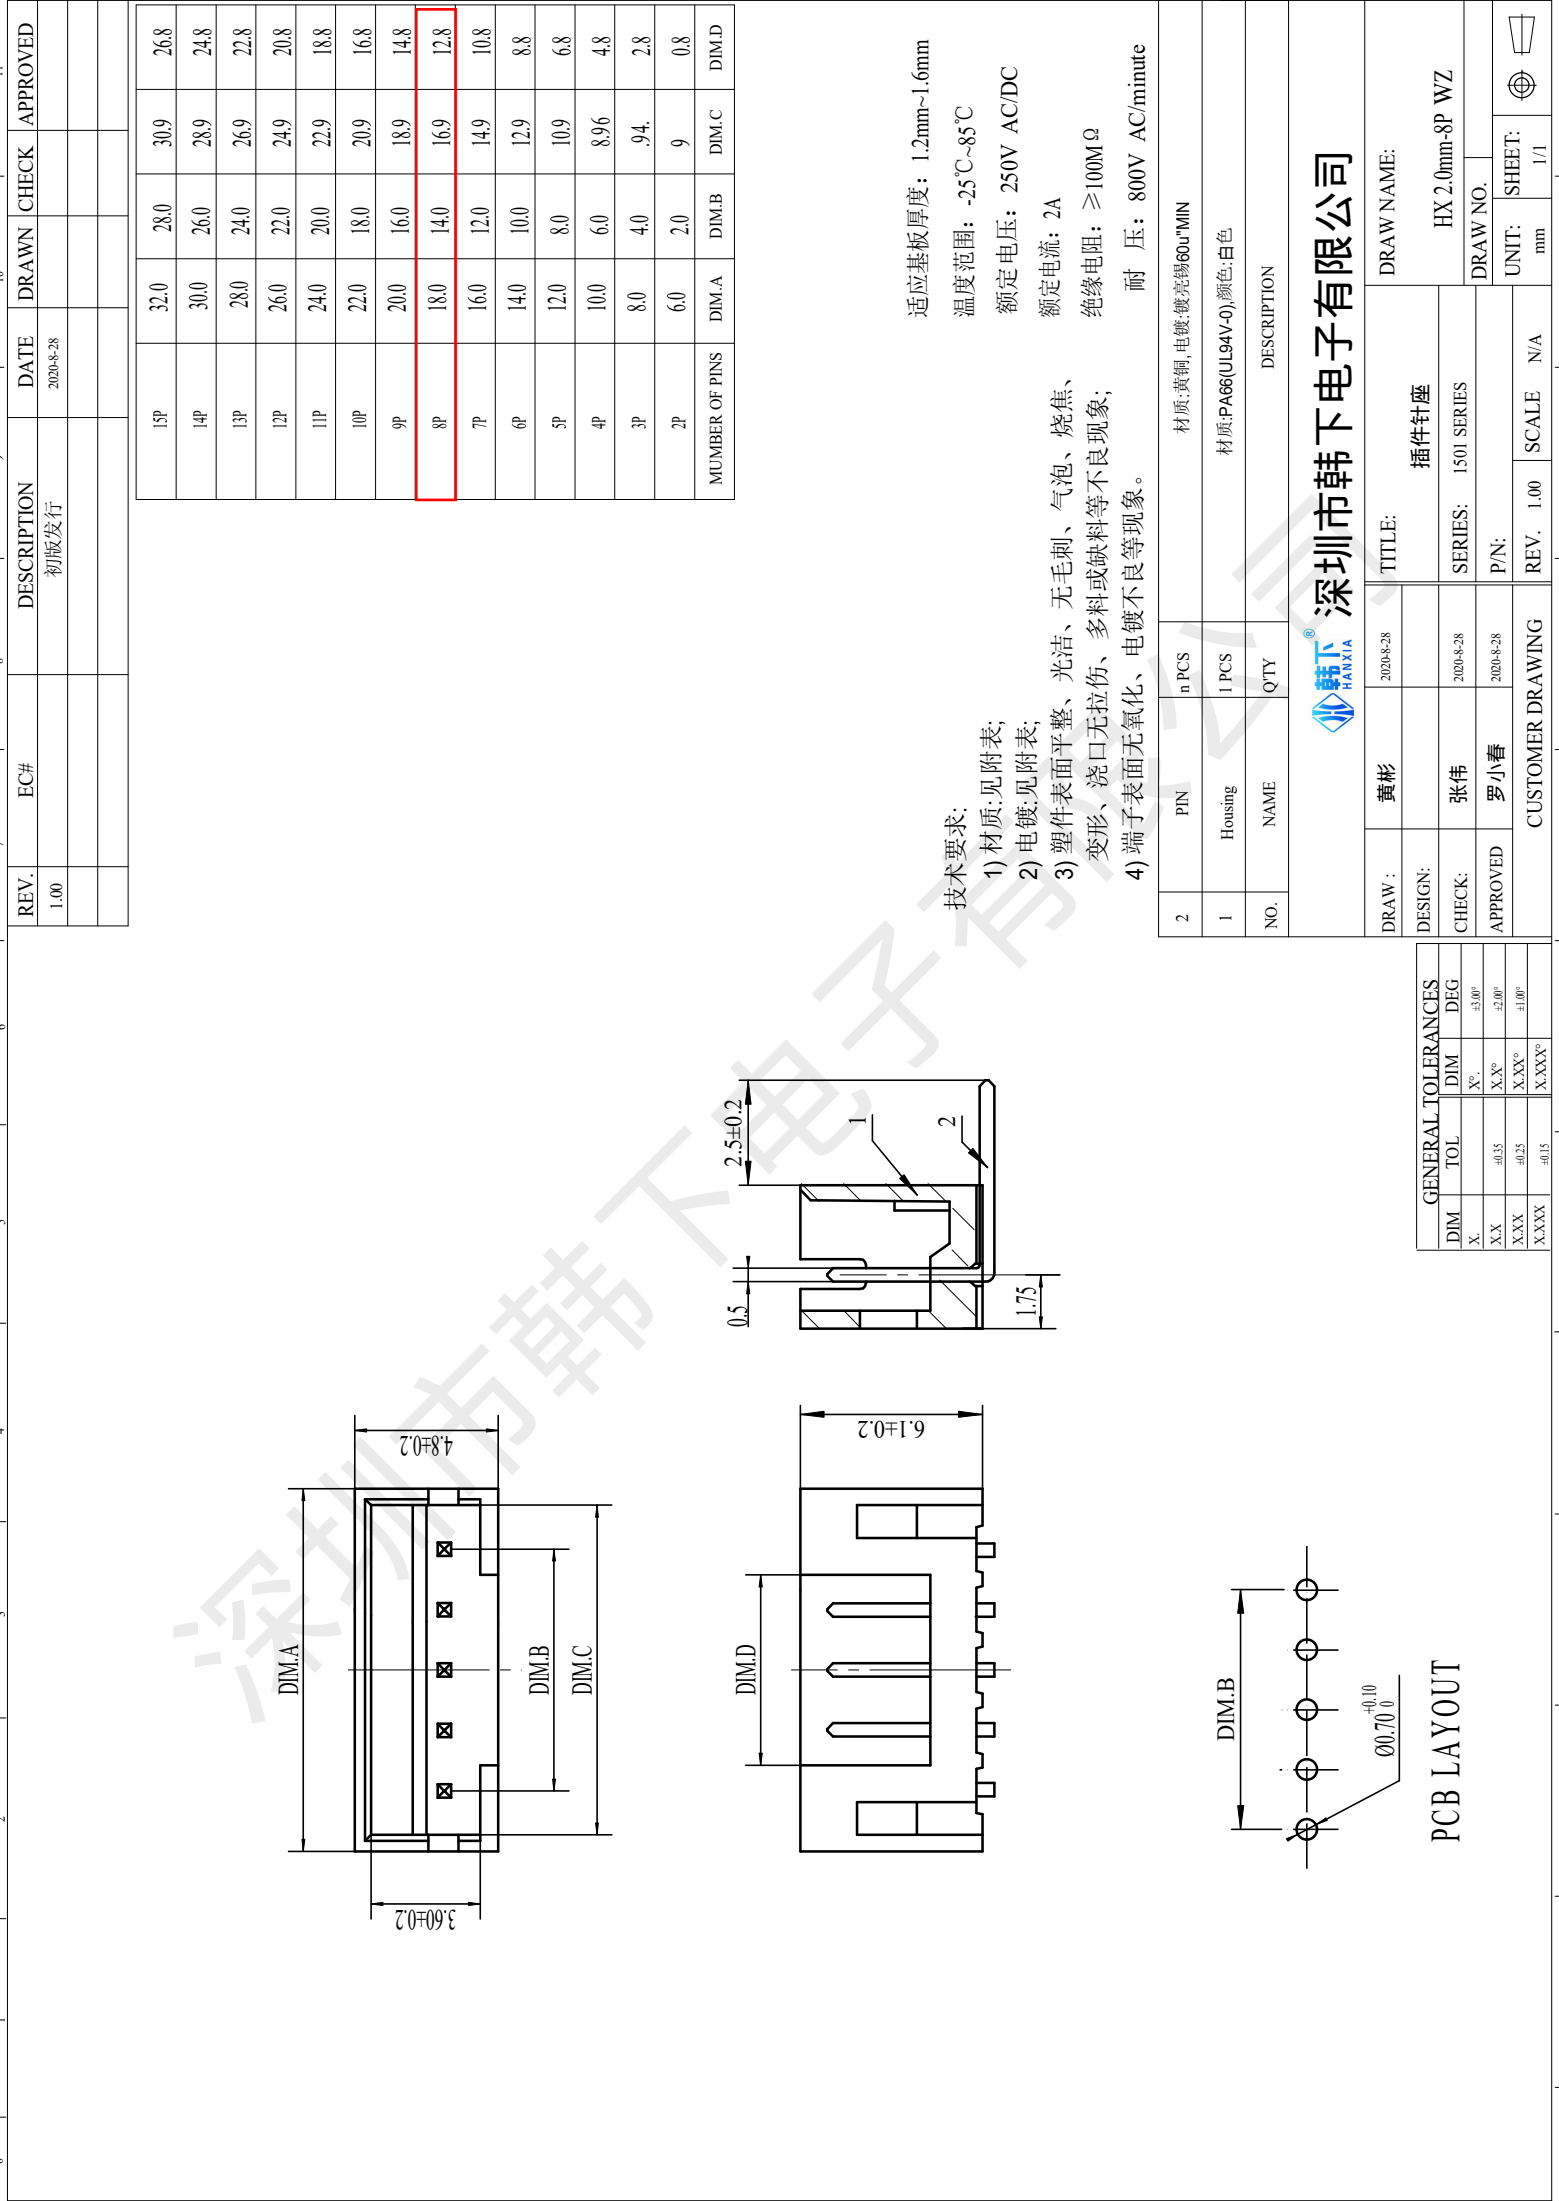 REV. EC# DESCRIPTION DATE DRAWN CHECK APPROVED
1.00 初版发行 2020-8-28
15P 32.0 28.0 30.9 26.8
14P 30.0 26.0 28.9 24.8
13P 28.0 24.0 26.9 22.8
12P 26.0 22.0 24.9 20.8
11P 24.0 20.0 22.9 18.8
10P 22.0 18.0 20.9 16.8
9P 20.0 16.0 18.9 14.8
8P 18.0 14.0 16.9 12.8
7P 16.0 12.0 14.9 10.8
6P 14.0 10.0 12.9 8.8
5P 12.0 8.0 10.9 6.8
4P 10.0 6.0 8.96 4.8
3P 8.0 4.0 .94. 2.8
2P 6.0 2.0 9 0.8
MUMBER OF PINS DIM.A DIM.B DIM.C DIM.D
DIM.A
4.8±0.2
3.60±0.2
DIM.B
DIM.C
DIM.D
6.1±0.2
0.5
2.5±0.2
1
2
1.75
DIM.B
Ø0.70 +0.10 0
PCB LAYOUT
适应基板厚度：1.2mm~1.6mm
温度范围：-25℃~85℃
额定电压：250V AC/DC
额定电流：2A
绝缘电阻：≥100MΩ
耐 压：800V AC/minute
技术要求:
1) 材质:见附表;
2) 电镀:见附表;
3) 塑件表面平整、光洁、无毛刺、气泡、烧焦、
变形、浇口无拉伤、多料或缺料等不良现象;
4) 端子表面无氧化、电镀不良等现象。
2 PIN n PCS 材质:黄铜,电镀:镀亮锡60u"MIN
1 Housing 1 PCS 材质:PA66(UL94V-0),颜色:白色
NO. NAME Q'TY DESCRIPTION
韩下® HANXIA 深圳市韩下电子有限公司
DRAW : 黄彬 2020-8-28 TITLE: 插件针座 DRAW NAME: HX 2.0mm-8P WZ
DESIGN:
CHECK: 张伟 2020-8-28 SERIES: 1501 SERIES DRAW NO.
APPROVED 罗小春 2020-8-28 P/N: UNIT: mm SHEET: 1/1
CUSTOMER DRAWING REV. 1.00 SCALE N/A
GENERAL TOLERANCES
DIM TOL DIM DEG
X. X°. ±3.00°
X.X ±0.35 X.X° ±2.00°
X.XX ±0.25 X.XX° ±1.00°
X.XXX ±0.15 X.XXX°
深圳市韩下电子有限公司